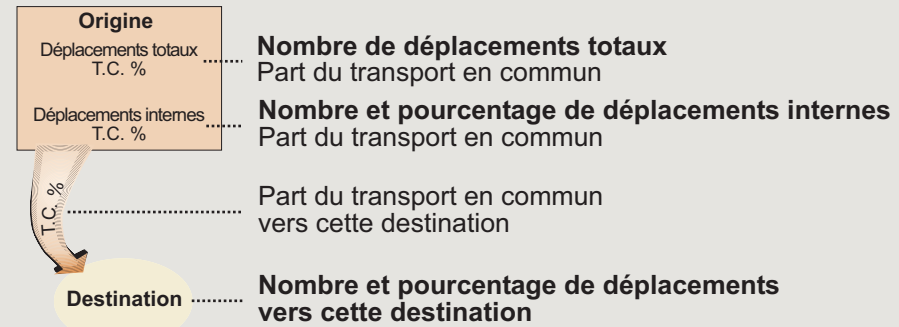 Origine
Déplacements totaux
T.C. %
Nombre de déplacements totaux
Part du transport en commun
Déplacements internes
T.C. %
Nombre et pourcentage de déplacements internes
Part du transport en commun
T.C. %
Part du transport en commun
vers cette destination
Destination
Nombre et pourcentage de déplacements
vers cette destination